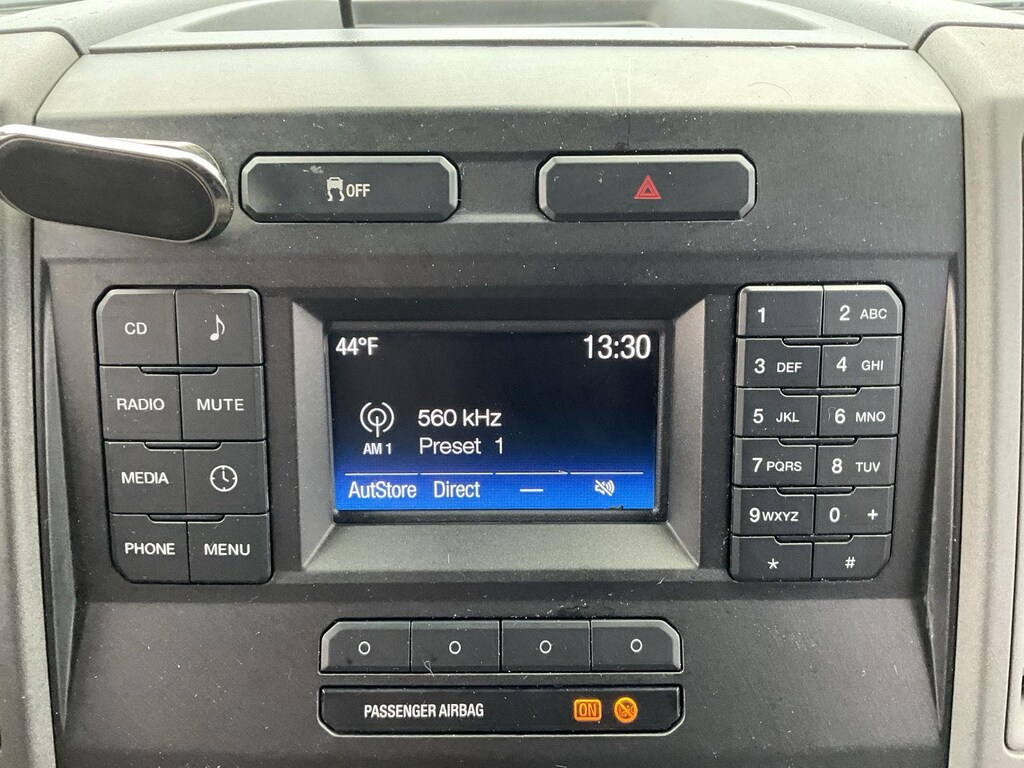 OFF
44°F 13:30
560 kHz
AM 1 Preset 1
AutStore Direct —
CD
RADIO MUTE
MEDIA
PHONE MENU
1 2 ABC
3 DEF 4 GHI
5 JKL 6 MNO
7 PQRS 8 TUV
9 WXYZ 0 +
* #
PASSENGER AIRBAG ON